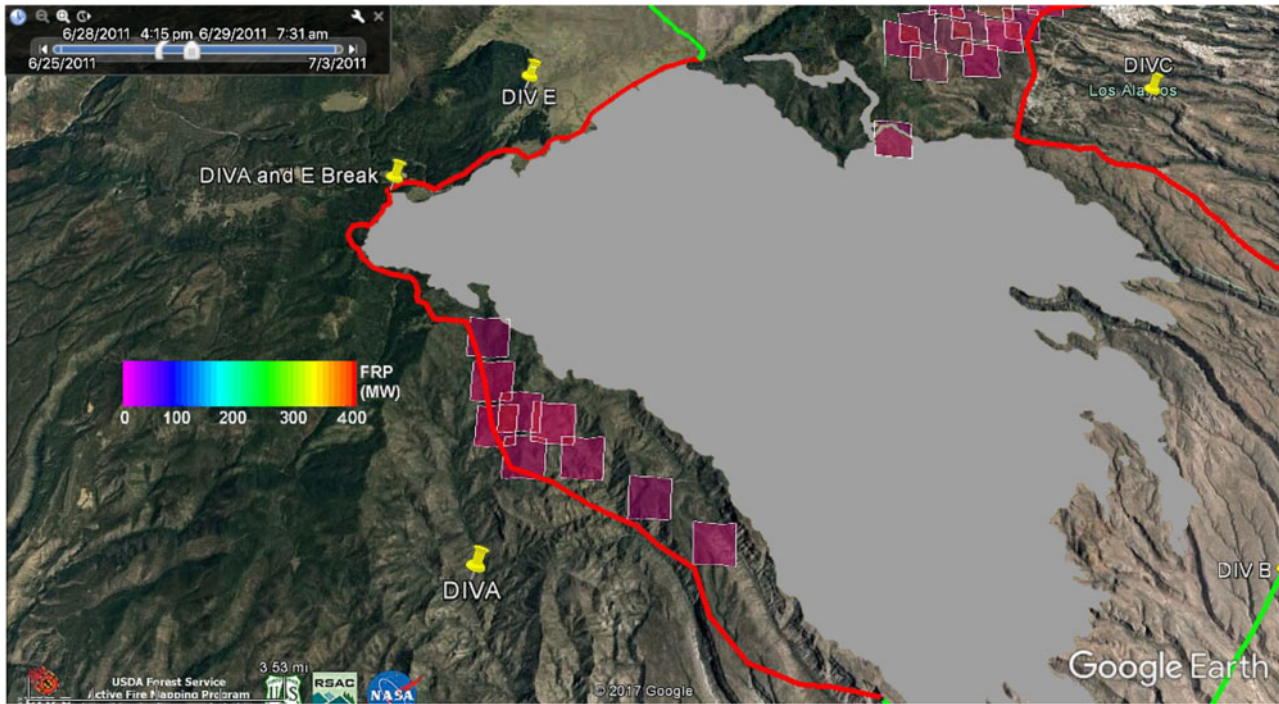 6/28/2011 4:15 pm 6/29/2011 7:31 am
6/25/2011 7/3/2011
DIV E
DIVC
Los Alamos
DIVA and E Break
FRP
(MW)
0 100 200 300 400
DIVA
DIV B
3.53 mi
USDA Forest Service
Active Fire Mapping Program
RSAC
NASA
© 2017 Google
Google Earth